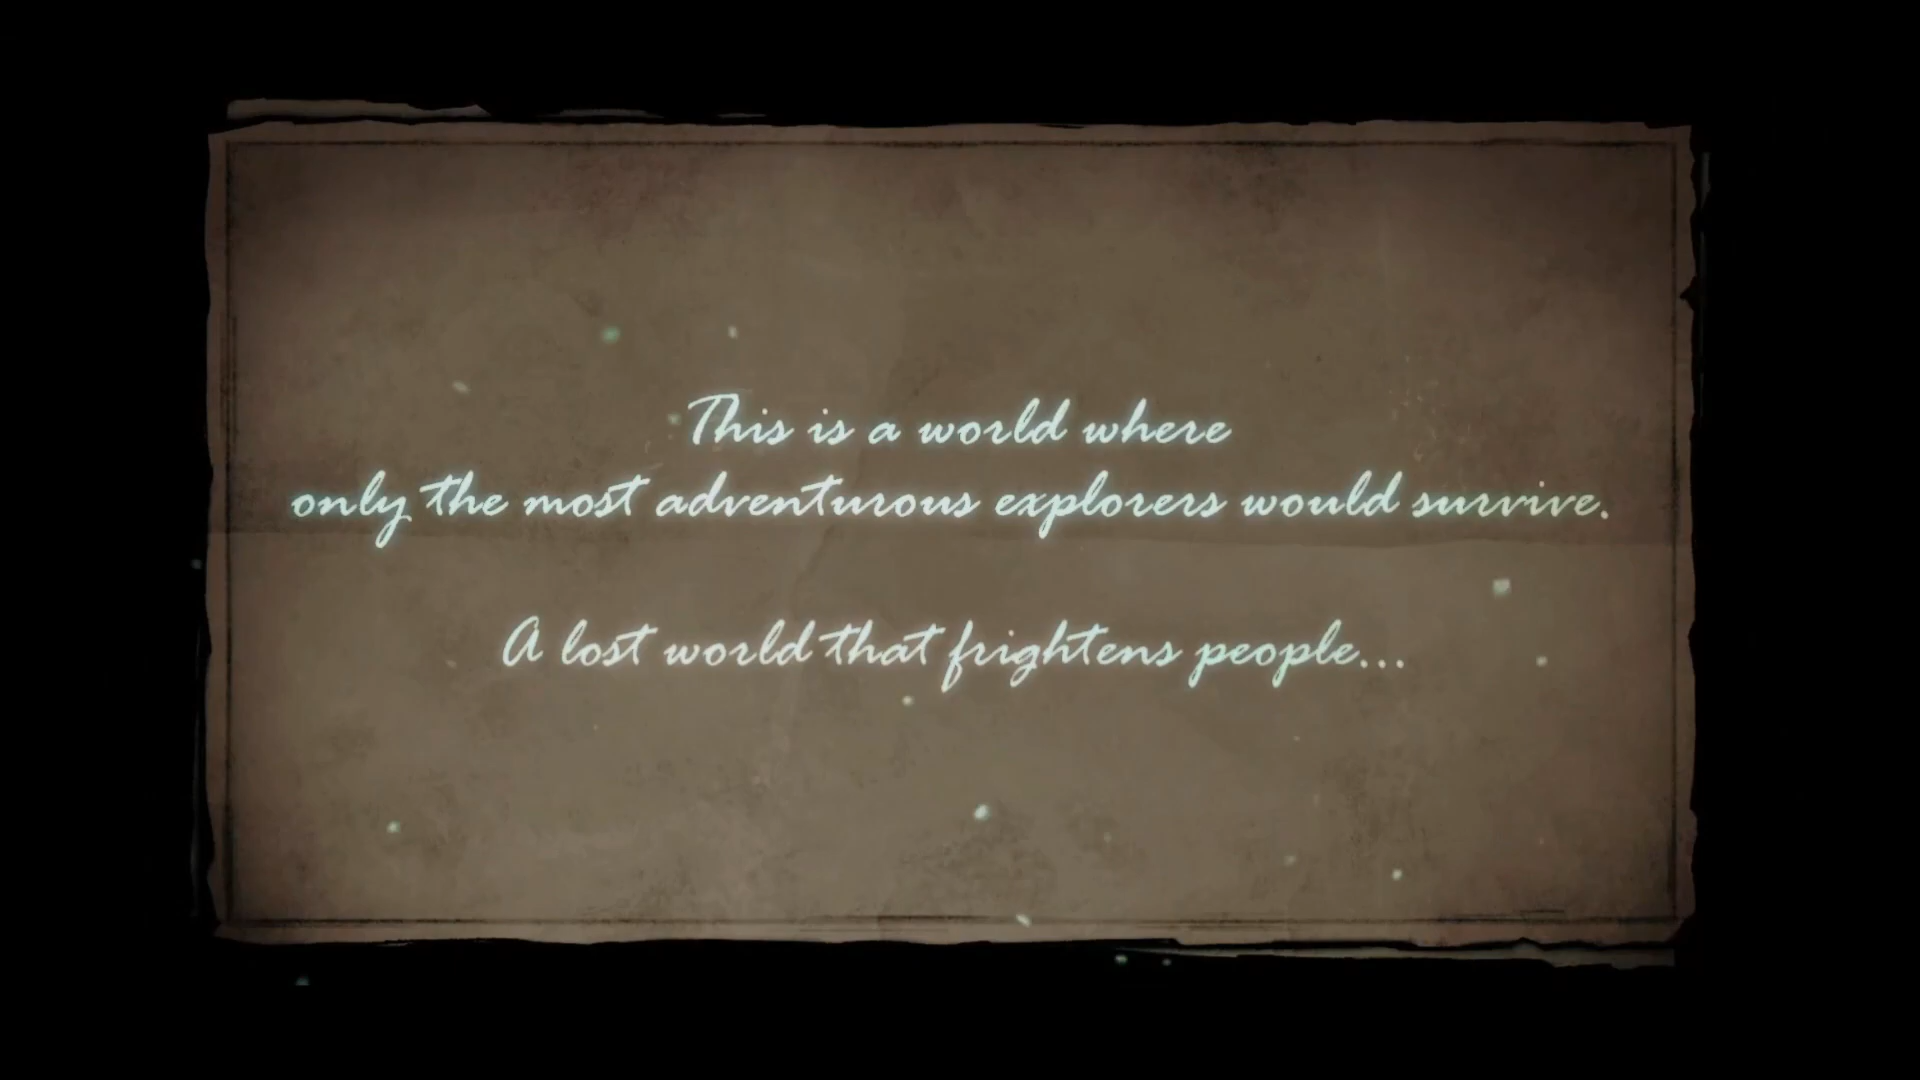 This is a world where
only the most adventurous explorers would survive.
A lost world that frightens people...